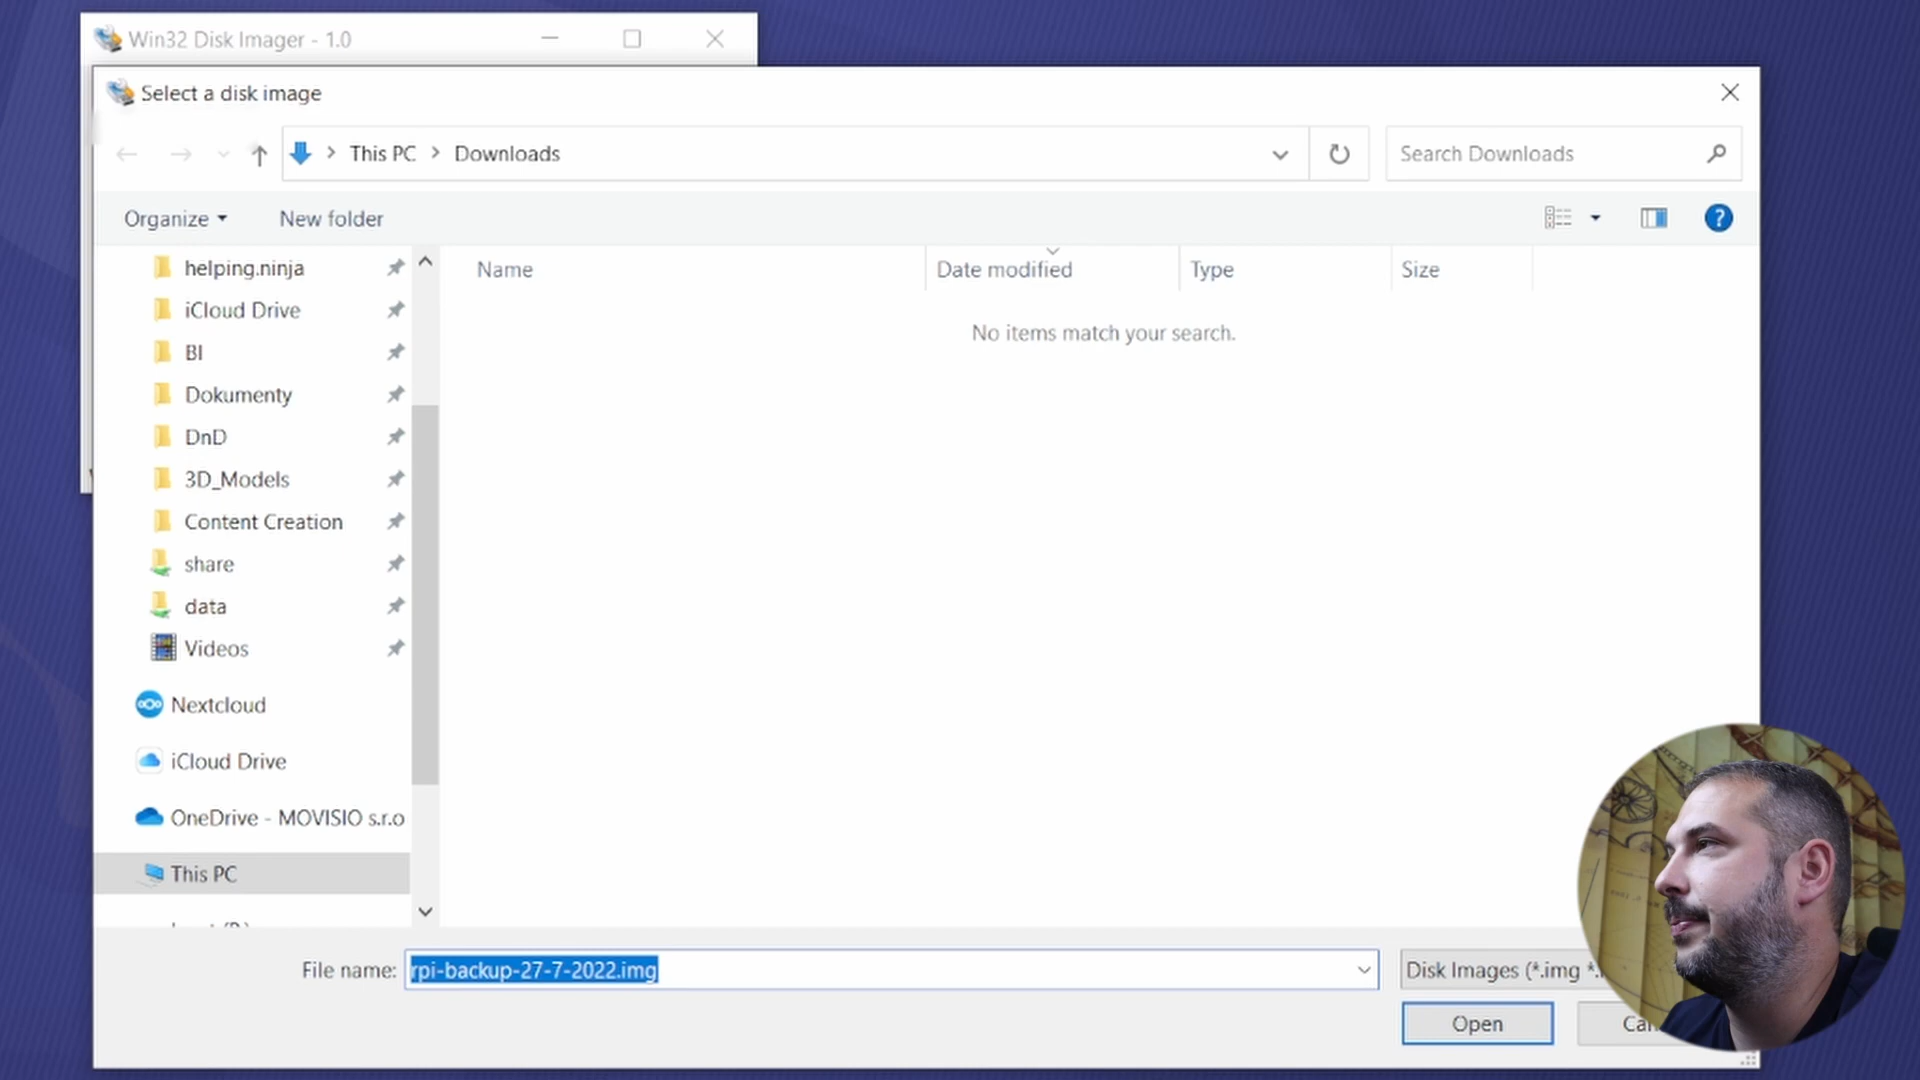 Win32 Disk Imager - 1.0
Select a disk image
This PC > Downloads
Search Downloads
Organize
New folder
Name
Date modified
Type
Size
No items match your search.
helping.ninja
iCloud Drive
BI
Dokumenty
DnD
3D_Models
Content Creation
share
data
Videos
Nextcloud
iCloud Drive
OneDrive - MOVISIO s.r.o
This PC
File name: rpi-backup-27-7-2022.img
Disk Images (*.img *.
Open